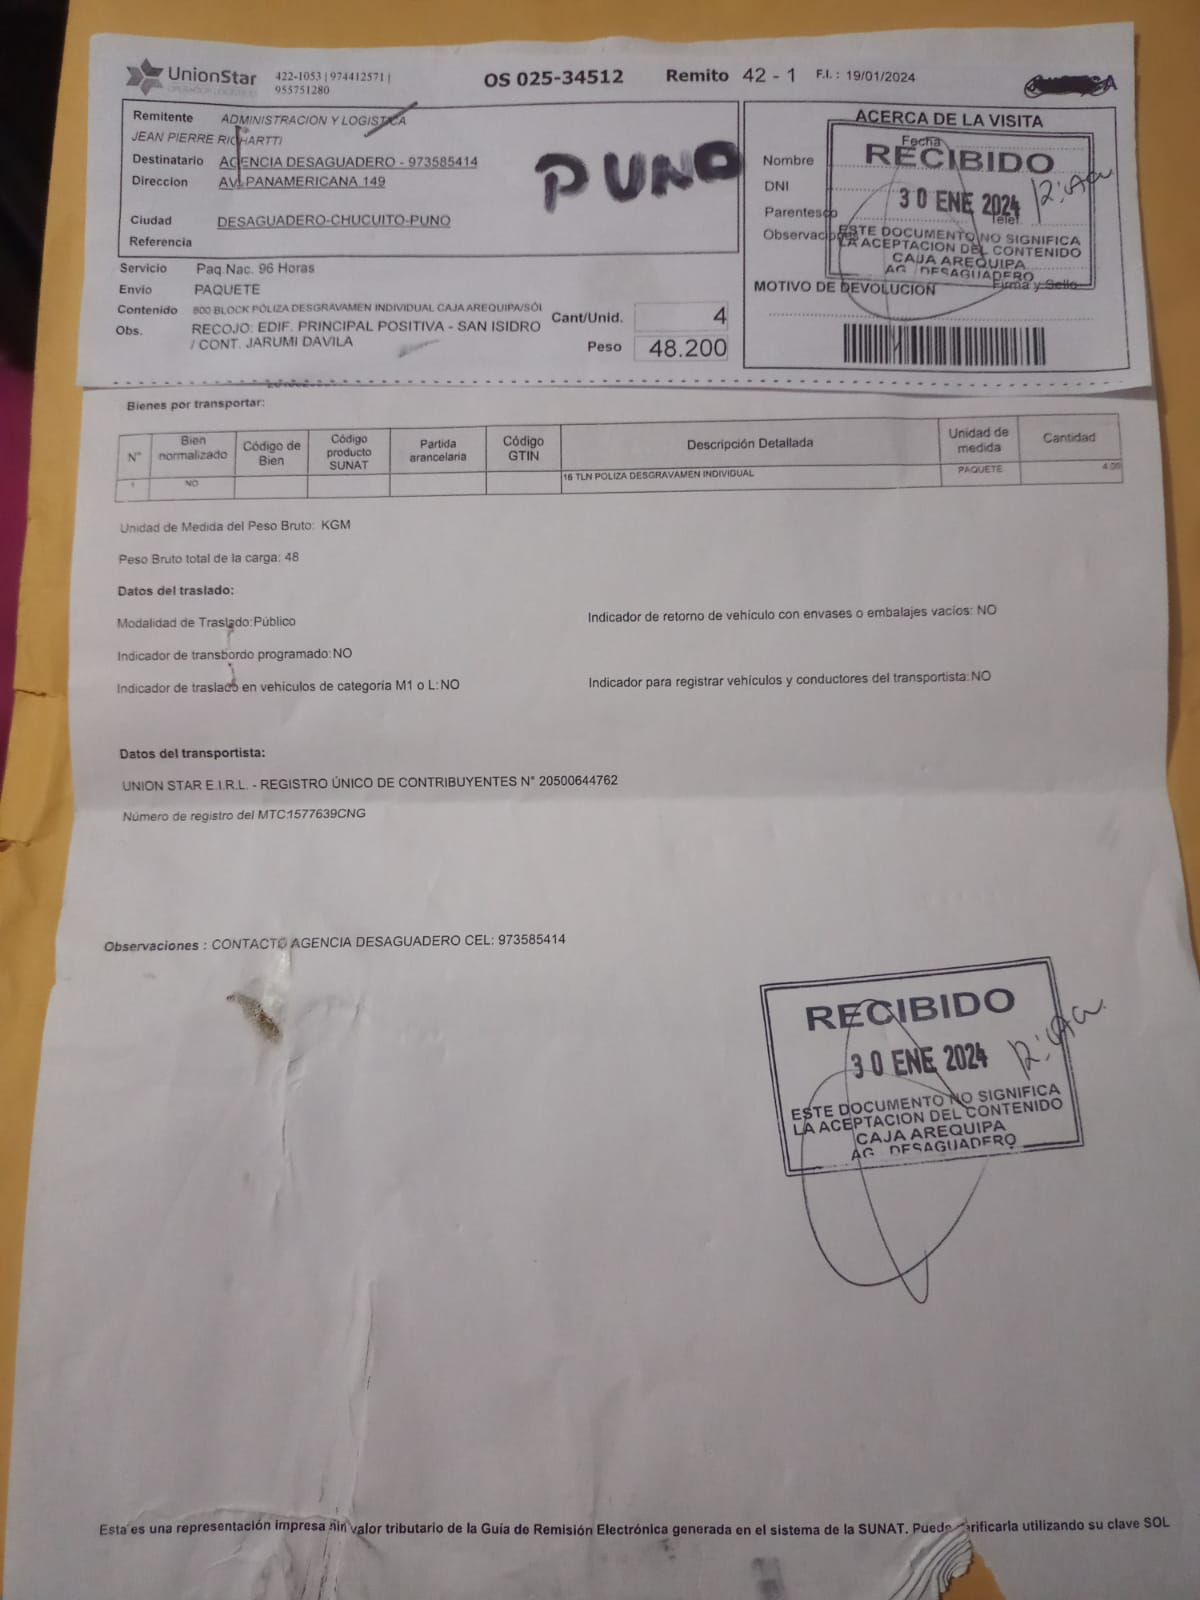 UnionStar 422-1053 | 974412571 | OS 025-34512 Remito 42 - 1 F.I. : 19/01/2024
955751280
Remitente ADMINISTRACION Y LOGISTICA
JEAN PIERRE RICHARTTI
Destinatario AGENCIA DESAGUADERO - 973585414
Direccion AV. PANAMERICANA 149
Ciudad DESAGUADERO-CHUCUITO-PUNO
Referencia
PUNO
Servicio Paq.Nac. 96 Horas
Envio PAQUETE
Contenido 800 BLOCK POLIZA DESGRAVAMEN INDIVIDUAL CAJA AREQUIPA/SÓL
Obs. RECOJO: EDIF. PRINCIPAL POSITIVA - SAN ISIDRO
/ CONT. JARUMI DAVILA
Cant/Unid. 4
Peso 48.200
ACERCA DE LA VISITA
Fecha
Nombre
DNI
Parentesco Telef.
Observac
Firma y Sello
RECIBIDO
30 ENE 2024
ESTE DOCUMENTO NO SIGNIFICA
LA ACEPTACION DEL CONTENIDO
CAJA AREQUIPA
AG. DESAGUADERO
MOTIVO DE DEVOLUCION
Bienes por transportar:
N° Bien normalizado Código de Bien Código producto SUNAT Partida arancelaria Código GTIN Descripción Detallada Unidad de medida Cantidad
1 NO 16 TLN POLIZA DESGRAVAMEN INDIVIDUAL PAQUETE 4.00
Unidad de Medida del Peso Bruto: KGM
Peso Bruto total de la carga: 48
Datos del traslado:
Modalidad de Traslado:Público Indicador de retorno de vehículo con envases o embalajes vacíos: NO
Indicador de transbordo programado:NO
Indicador de traslado en vehículos de categoría M1 o L:NO Indicador para registrar vehículos y conductores del transportista:NO
Datos del transportista:
UNION STAR E.I.R.L. - REGISTRO ÚNICO DE CONTRIBUYENTES N° 20500644762
Número de registro del MTC:1577639CNG
Observaciones : CONTACTO AGENCIA DESAGUADERO CEL: 973585414
RECIBIDO
30 ENE 2024
ESTE DOCUMENTO NO SIGNIFICA
LA ACEPTACION DEL CONTENIDO
CAJA AREQUIPA
AG. DESAGUADERO
Esta es una representación impresa sin valor tributario de la Guía de Remisión Electrónica generada en el sistema de la SUNAT. Puede verificarla utilizando su clave SOL